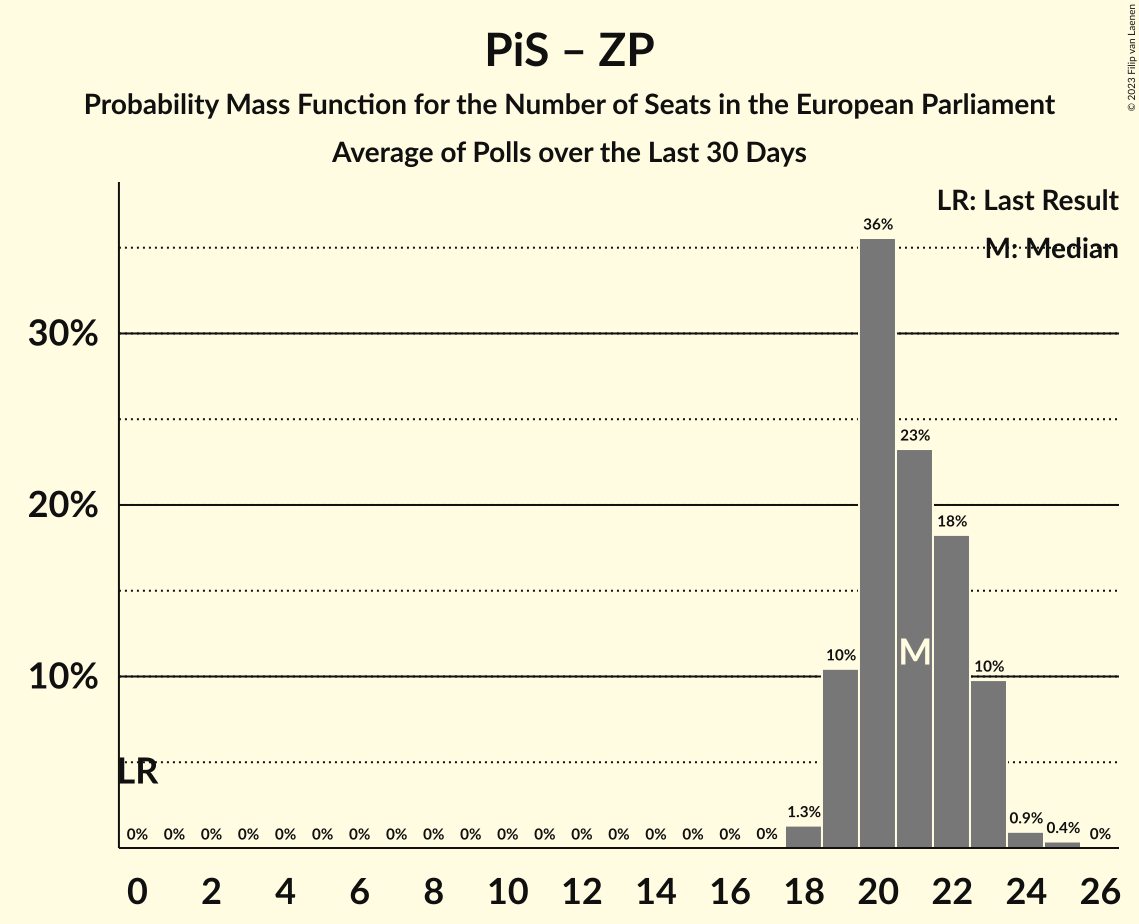 PiS – ZP
Probability Mass Function for the Number of Seats in the European Parliament
Average of Polls over the Last 30 Days
© 2023 Filip van Laenen
LR: Last Result
M: Median
36%
30%
23%
20%
18%
10%
10%
10%
M
LR
1.3%
0.9%
0.4%
0% 0% 0% 0% 0% 0% 0% 0% 0% 0% 0% 0% 0% 0% 0% 0% 0% 0% 0%
0 2 4 6 8 10 12 14 16 18 20 22 24 26